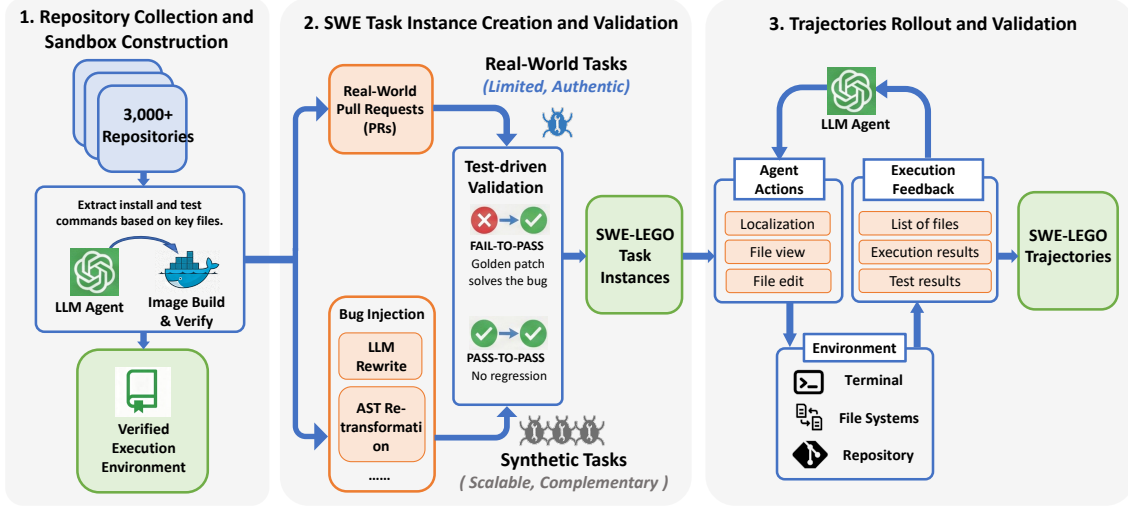 1. Repository Collection and
Sandbox Construction
3,000+
Repositories
Extract install and test
commands based on key files.
LLM Agent
Image Build
& Verify
Verified
Execution
Environment
2. SWE Task Instance Creation and Validation
Real-World Tasks
(Limited, Authentic)
Real-World
Pull Requests
(PRs)
Bug Injection
LLM
Rewrite
AST Re-
transformati
on
......
Test-driven
Validation
FAIL-TO-PASS
Golden patch
solves the bug
PASS-TO-PASS
No regression
Synthetic Tasks
( Scalable, Complementary )
SWE-LEGO
Task
Instances
3. Trajectories Rollout and Validation
LLM Agent
Agent
Actions
Localization
File view
File edit
Execution
Feedback
List of files
Execution results
Test results
Environment
Terminal
File Systems
Repository
SWE-LEGO
Trajectories